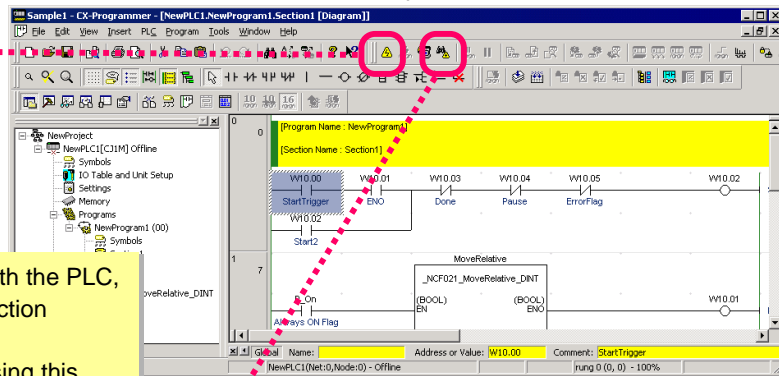 Sample1 - CX-Programmer - [NewPLC1.NewProgram1.Section1 [Diagram]]
File Edit View Insert PLC Program Tools Window Help
10 10 16
NewProject
NewPLC1[CJ1M] Offline
Symbols
IO Table and Unit Setup
Settings
Memory
Programs
NewProgram1 (00)
Symbols
oveRelative_DINT
th the PLC,
ction
sing this
0
0
[Program Name : NewProgram1]
[Section Name : Section1]
W10.00 W10.01 W10.03 W10.04 W10.05 W10.02
StartTrigger ENO Done Pause ErrorFlag
W10.02
Start2
1
7
MoveRelative
_NCF021_MoveRelative_DINT
P_On (BOOL) (BOOL) W10.01
EN ENO
Always ON Flag
Global Name: Address or Value: W10.00 Comment: StartTrigger
NewPLC1(Net:0,Node:0) - Offline rung 0 (0, 0) - 100%